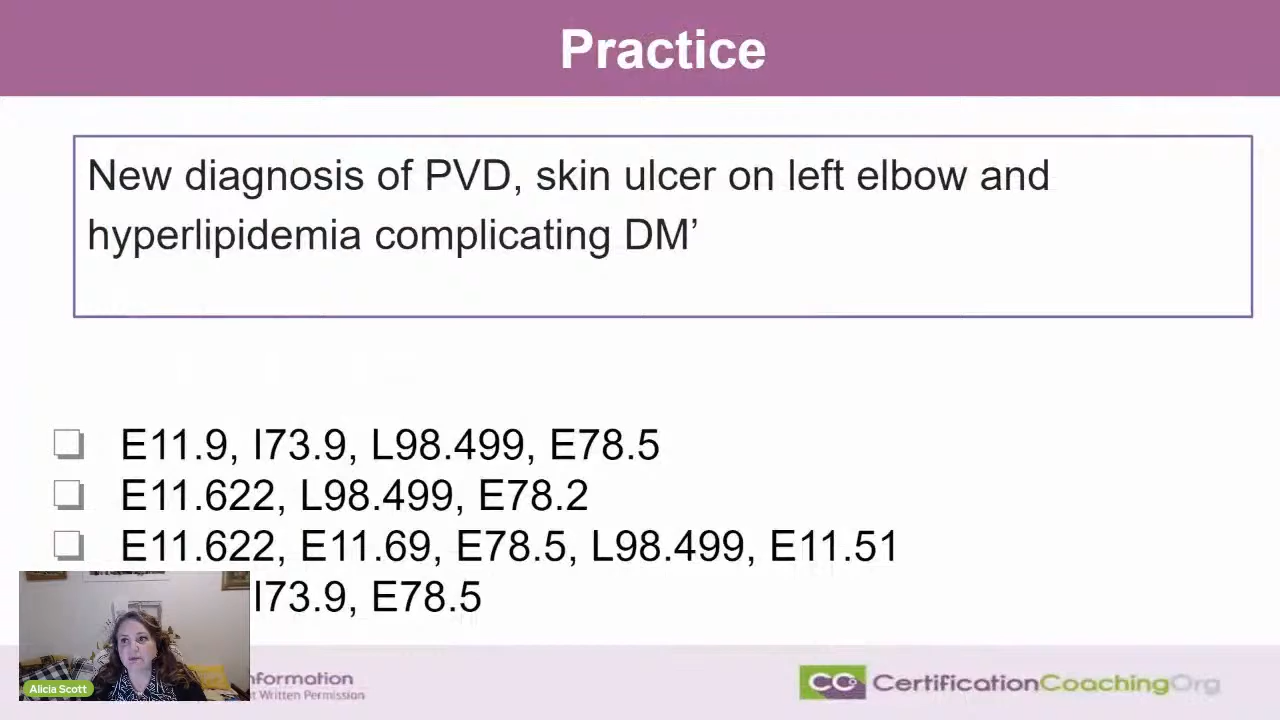 Practice
New diagnosis of PVD, skin ulcer on left elbow and
hyperlipidemia complicating DM’
E11.9, I73.9, L98.499, E78.5
E11.622, L98.499, E78.2
E11.622, E11.69, E78.5, L98.499, E11.51
I73.9, E78.5
Alicia Scott
Written Permission
CertificationCoachingOrg